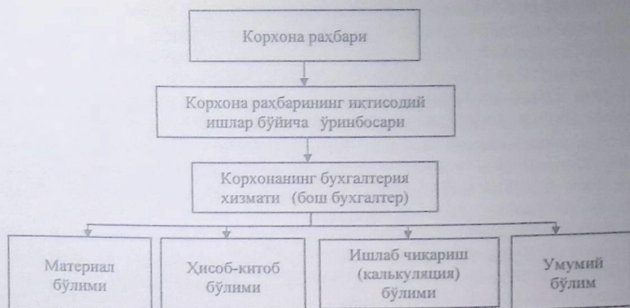 Корхона раҳбари
Корхона раҳбарининг иқтисодий
ишлар бўйича ўринбосари
Корхонанинг бухгалтерия
хизмати (бош бухгалтер)
Материал
бўлими
Ҳисоб-китоб
бўлими
Ишлаб чиқариш
(калькуляция)
бўлими
Умумий
бўлим